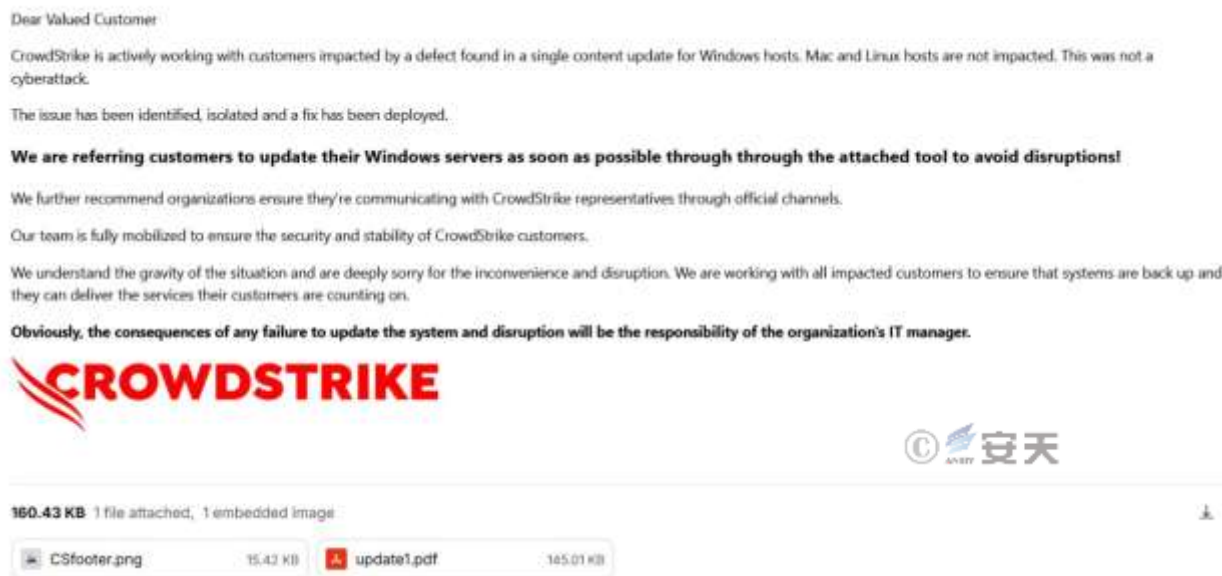 Dear Valued Customer
CrowdStrike is actively working with customers impacted by a defect found in a single content update for Windows hosts. Mac and Linux hosts are not impacted. This was not a
cyberattack.
The issue has been identified, isolated and a fix has been deployed.
We are referring customers to update their Windows servers as soon as possible through through the attached tool to avoid disruptions!
We further recommend organizations ensure they're communicating with CrowdStrike representatives through official channels.
Our team is fully mobilized to ensure the security and stability of CrowdStrike customers.
We understand the gravity of the situation and are deeply sorry for the inconvenience and disruption. We are working with all impacted customers to ensure that systems are back up and
they can deliver the services their customers are counting on.
Obviously, the consequences of any failure to update the system and disruption will be the responsibility of the organization's IT manager.
CROWDSTRIKE
© ANTIY 安天
160.43 KB 1 file attached, 1 embedded image
CSfooter.png 15.42 KB update1.pdf 145.01 KB